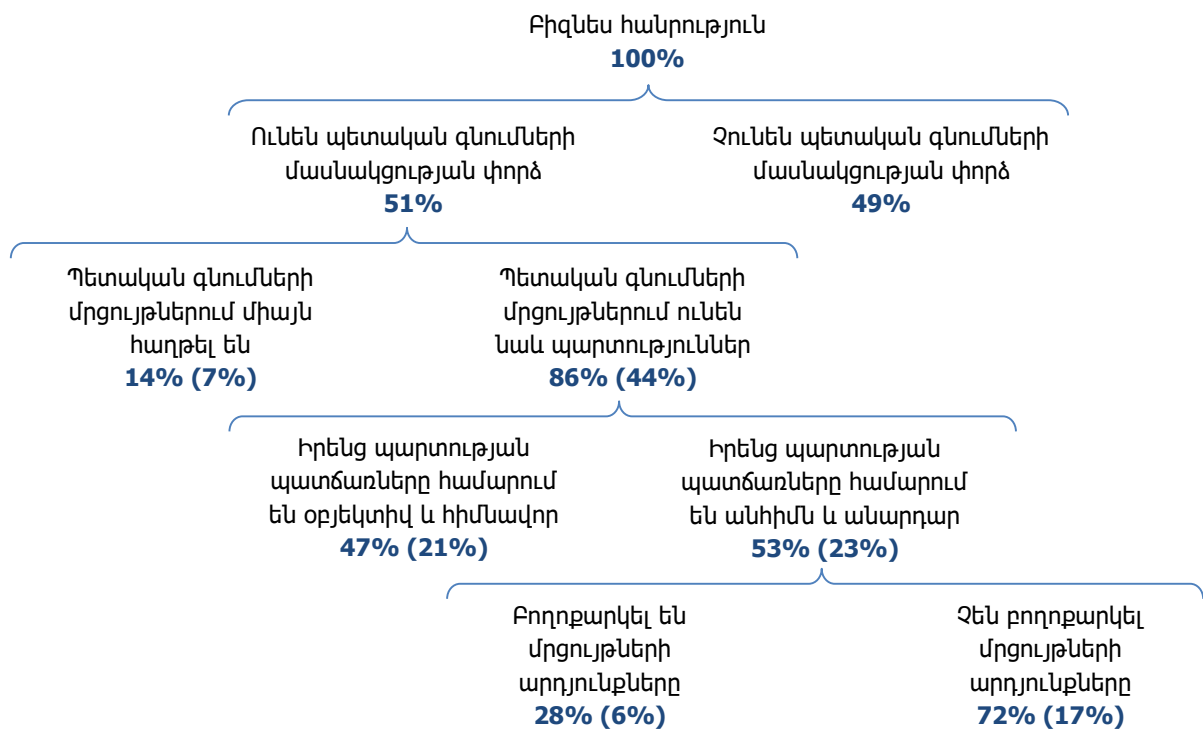 Բիզնես հանրություն
100%
Ունեն պետական գնումների
մասնակցության փորձ
51%
Չունեն պետական գնումների
մասնակցության փորձ
49%
Պետական գնումների
մրցույթներում միայն
հաղթել են
14% (7%)
Պետական գնումների
մրցույթներում ունեն
նաև պարտություններ
86% (44%)
Իրենց պարտության
պատճառները համարում
են օբյեկտիվ և հիմնավոր
47% (21%)
Իրենց պարտության
պատճառները համարում
են անհիմն և անարդար
53% (23%)
Բողոքարկել են
մրցույթների
արդյունքները
28% (6%)
Չեն բողոքարկել
մրցույթների
արդյունքները
72% (17%)